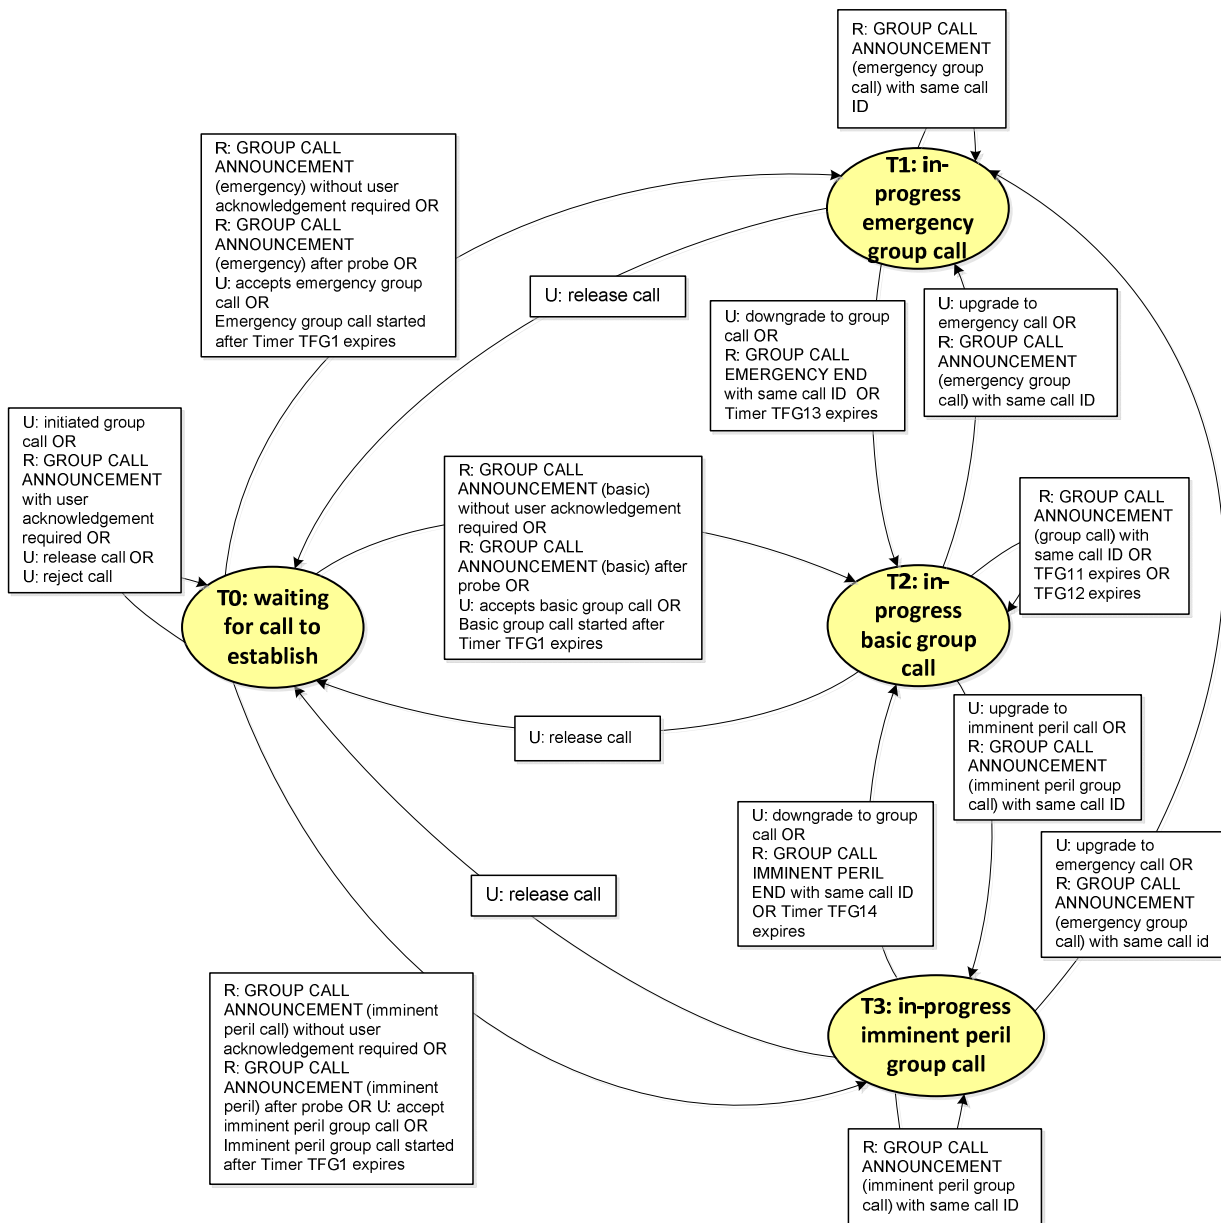 R: GROUP CALL
ANNOUNCEMENT
(emergency group
call) with same call
ID
R: GROUP CALL
ANNOUNCEMENT
(emergency) without user
acknowledgement required OR
R: GROUP CALL
ANNOUNCEMENT
(emergency) after probe OR
U: accepts emergency group
call OR
Emergency group call started
after Timer TFG1 expires
T1: in-
progress
emergency
group call
U: release call
U: downgrade to group
call OR
R: GROUP CALL
EMERGENCY END
with same call ID OR
Timer TFG13 expires
U: upgrade to
emergency call OR
R: GROUP CALL
ANNOUNCEMENT
(emergency group
call) with same call ID
U: initiated group
call OR
R: GROUP CALL
ANNOUNCEMENT
with user
acknowledgement
required OR
U: release call OR
U: reject call
R: GROUP CALL
ANNOUNCEMENT (basic)
without user acknowledgement
required OR
R: GROUP CALL
ANNOUNCEMENT (basic) after
probe OR
U: accepts basic group call OR
Basic group call started after
Timer TFG1 expires
R: GROUP CALL
ANNOUNCEMENT
(group call) with
same call ID OR
TFG11 expires OR
TFG12 expires
T0: waiting
for call to
establish
T2: in-
progress
basic group
call
U: release call
U: upgrade to
imminent peril call OR
R: GROUP CALL
ANNOUNCEMENT
(imminent peril group
call) with same call ID
U: downgrade to group
call OR
R: GROUP CALL
IMMINENT PERIL
END with same call ID
OR Timer TFG14
expires
U: upgrade to
emergency call OR
R: GROUP CALL
ANNOUNCEMENT
(emergency group
call) with same call id
U: release call
R: GROUP CALL
ANNOUNCEMENT (imminent
peril call) without user
acknowledgement required OR
R: GROUP CALL
ANNOUNCEMENT (imminent
peril) after probe OR U: accept
imminent peril group call OR
Imminent peril group call started
after Timer TFG1 expires
T3: in-progress
imminent peril
group call
R: GROUP CALL
ANNOUNCEMENT
(imminent peril group
call) with same call ID